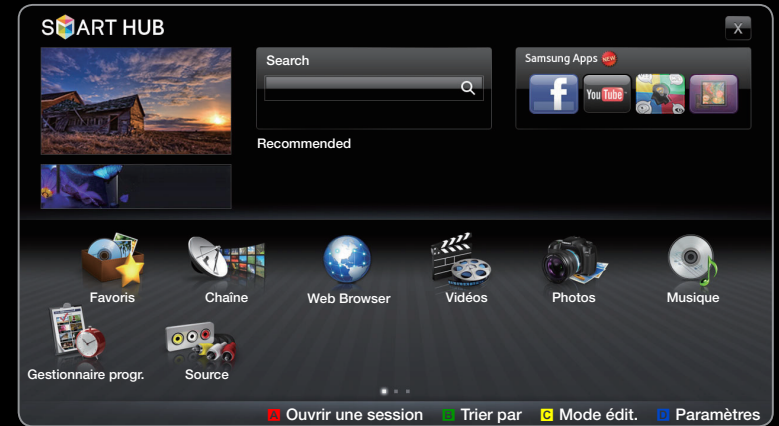 SMART HUB
X
Search
Samsung Apps NEW
You Tube
Recommended
Favoris
Chaîne
Web Browser
Vidéos
Photos
Musique
Gestionnaire progr.
Source
A Ouvrir une session B Trier par C Mode édit. D Paramètres